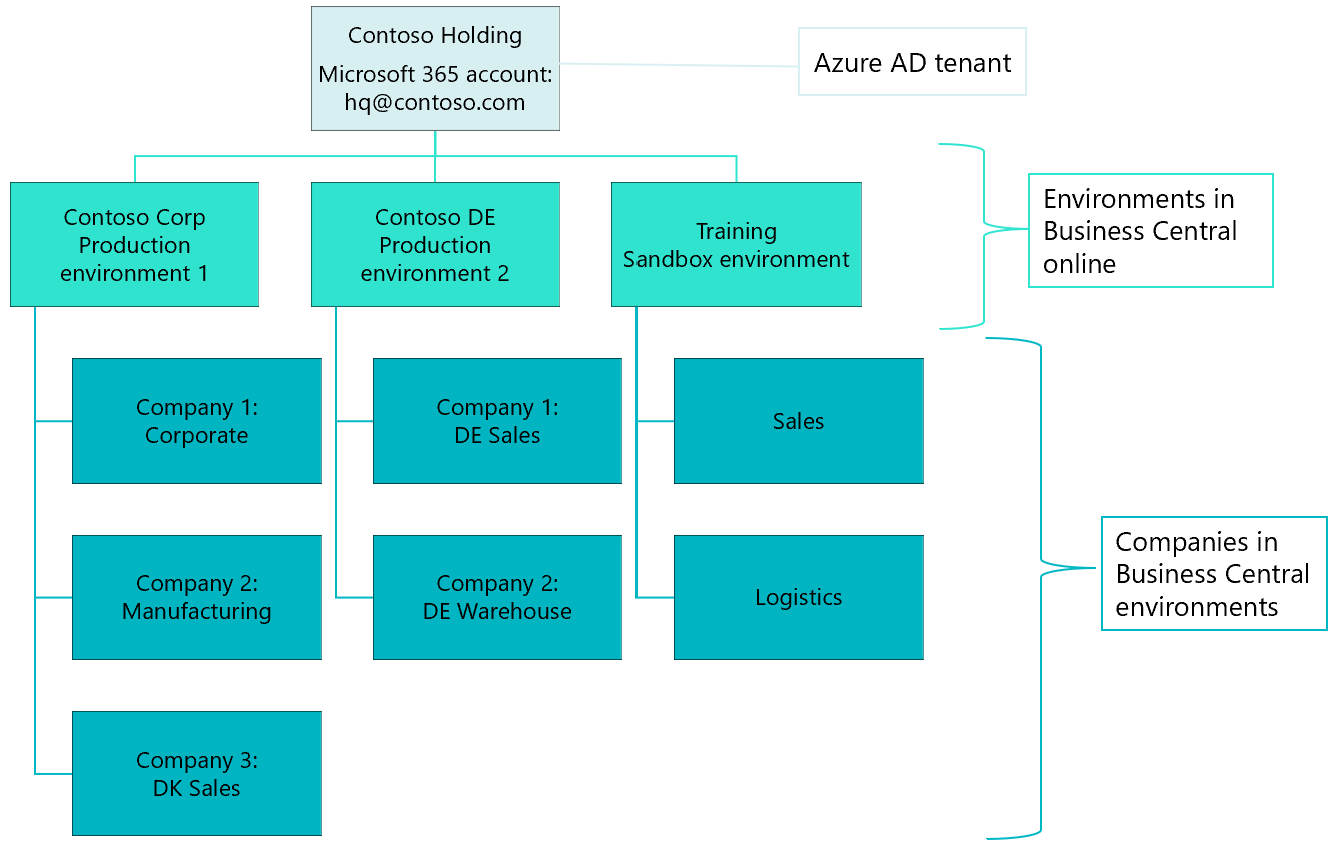 Contoso Holding
Microsoft 365 account:
hq@contoso.com
Azure AD tenant
Contoso Corp
Production
environment 1
Contoso DE
Production
environment 2
Training
Sandbox environment
Environments in
Business Central
online
Company 1:
Corporate
Company 1:
DE Sales
Sales
Company 2:
Manufacturing
Company 2:
DE Warehouse
Logistics
Companies in
Business Central
environments
Company 3:
DK Sales